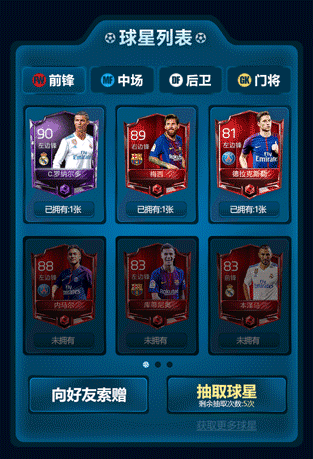 球星列表
FW 前锋
MF 中场
DF 后卫
GK 门将
90
左边锋
C.罗纳尔多
已拥有:1张
89
右边锋
梅西
已拥有:1张
81
左边锋
德拉克斯勒
已拥有:1张
88
左边锋
内马尔
未拥有
83
左边锋
库蒂尼奥
未拥有
83
前锋
本泽马
未拥有
向好友索赠
抽取球星
剩余抽取次数:5次
获取更多球星